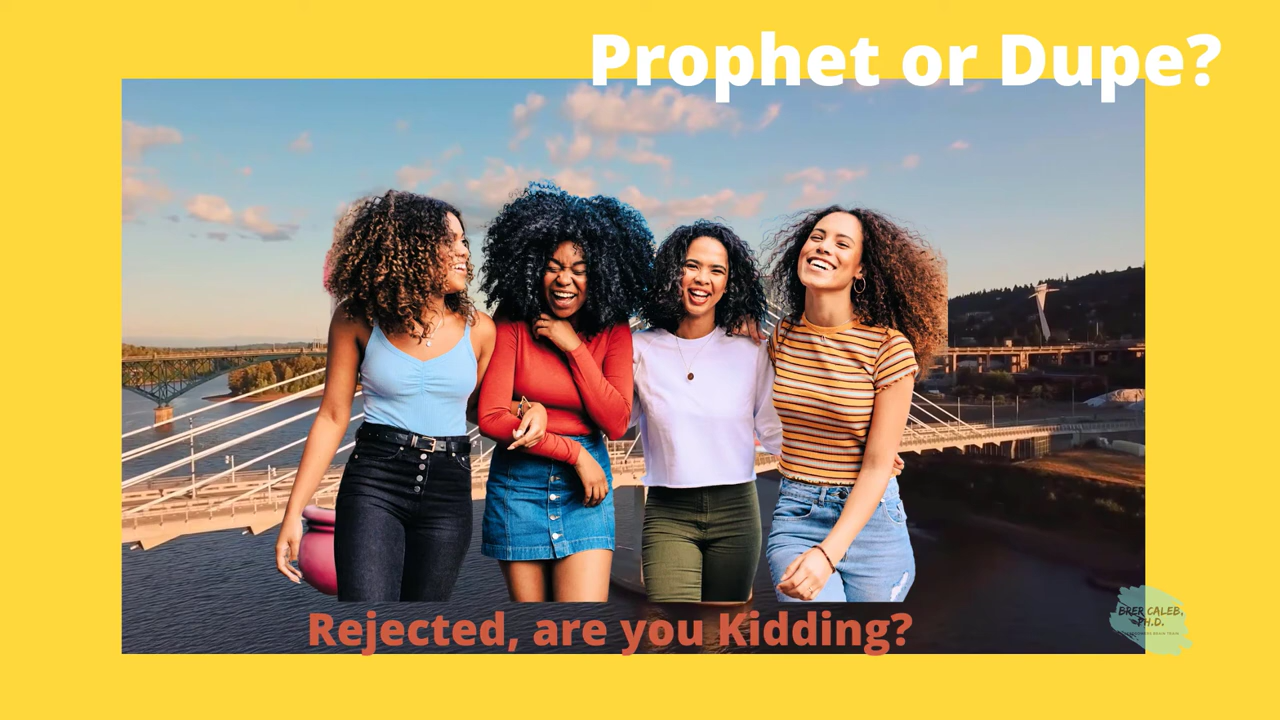 Prophet or Dupe?
Rejected, are you Kidding?
BRER CALEB,
PH.D.